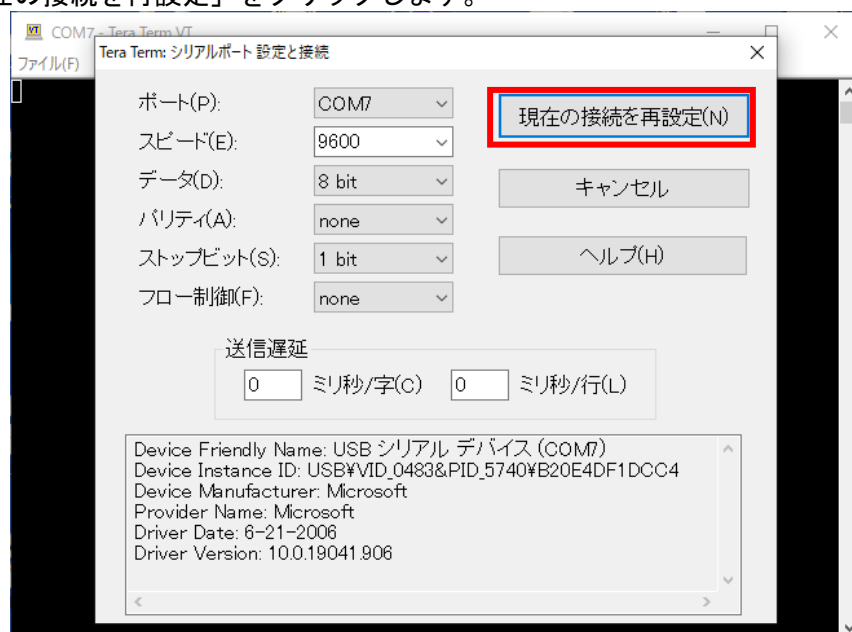 の接続を再設定」をクリックします。
COM7 - Tera Term VT
ファイル(F)
Tera Term: シリアルポート 設定と接続
ポート(P): COM7
現在の接続を再設定(N)
スピード(E): 9600
データ(D): 8 bit
キャンセル
パリティ(A): none
ストップビット(S): 1 bit
ヘルプ(H)
フロー制御(F): none
送信遅延
0 ミリ秒/字(C) 0 ミリ秒/行(L)
Device Friendly Name: USB シリアル デバイス (COM7)
Device Instance ID: USB¥VID_0483&PID_5740¥B20E4DF1DCC4
Device Manufacturer: Microsoft
Provider Name: Microsoft
Driver Date: 6-21-2006
Driver Version: 10.0.19041.906